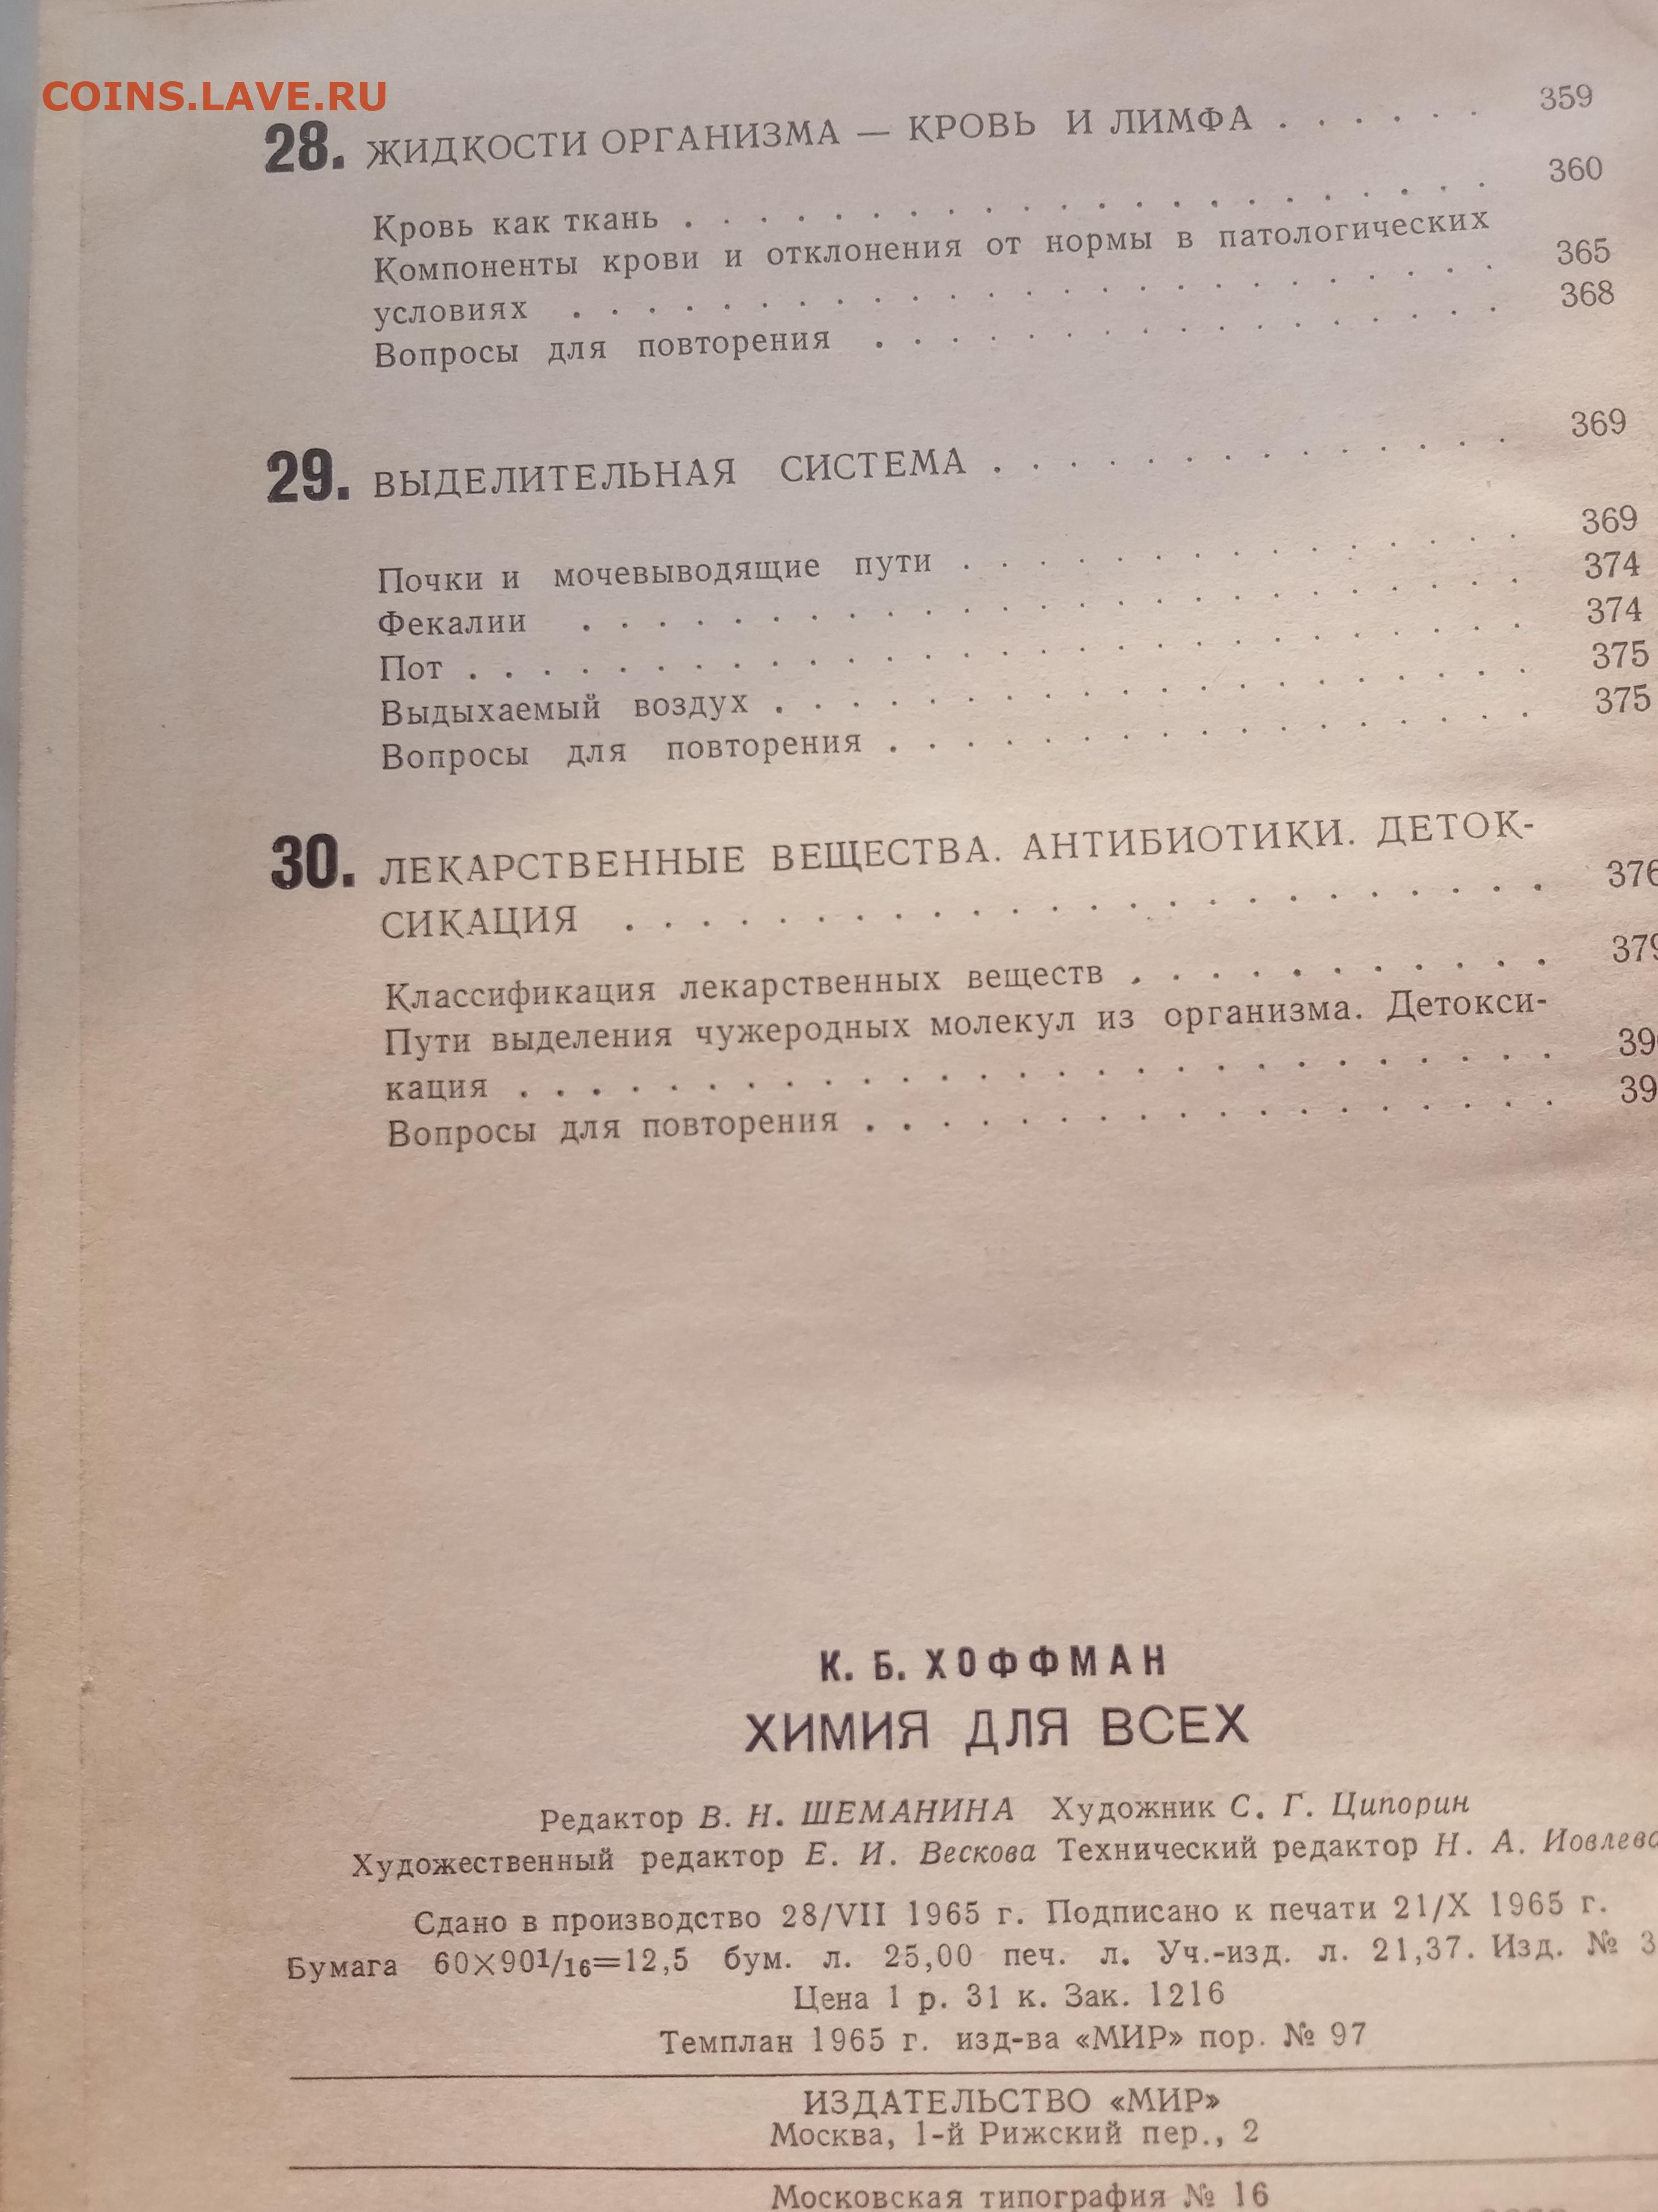 COINS.LAVE.RU
28. ЖИДКОСТИ ОРГАНИЗМА — КРОВЬ И ЛИМФА . . . . . . 359
Кровь как ткань . . . . . . . . . . . . . . . . . . . . . . 360
Компоненты крови и отклонения от нормы в патологических
условиях . . . . . . . . . . . . . . . . . . . . . . . . . 365
Вопросы для повторения . . . . . . . . . . . . . . . . . 368
29. ВЫДЕЛИТЕЛЬНАЯ СИСТЕМА . . . . . . . . . . . . . . 369
Почки и мочевыводящие пути . . . . . . . . . . . . . . . 369
Фекалии . . . . . . . . . . . . . . . . . . . . . . . . . 374
Пот . . . . . . . . . . . . . . . . . . . . . . . . . . . . 374
Выдыхаемый воздух . . . . . . . . . . . . . . . . . . . . 375
Вопросы для повторения . . . . . . . . . . . . . . . . . 375
30. ЛЕКАРСТВЕННЫЕ ВЕЩЕСТВА. АНТИБИОТИКИ. ДЕТОК-
СИКАЦИЯ . . . . . . . . . . . . . . . . . . . . . . . . . 376
Классификация лекарственных веществ . . . . . . . . . . . 379
Пути выделения чужеродных молекул из организма. Детокси-
кация . . . . . . . . . . . . . . . . . . . . . . . . . . . 39
Вопросы для повторения . . . . . . . . . . . . . . . . . . 39
К. Б. ХОФФМАН
ХИМИЯ ДЛЯ ВСЕХ
Редактор В. Н. ШЕМАНИНА Художник С. Г. Ципорин
Художественный редактор Е. И. Вескова Технический редактор Н. А. Иовлева
Сдано в производство 28/VII 1965 г. Подписано к печати 21/X 1965 г.
Бумага 60×90¹/₁₆=12,5 бум. л. 25,00 печ. л. Уч.-изд. л. 21,37. Изд. № 3
Цена 1 р. 31 к. Зак. 1216
Темплан 1965 г. изд-ва «МИР» пор. № 97
ИЗДАТЕЛЬСТВО «МИР»
Москва, 1-й Рижский пер., 2
Московская типография № 16